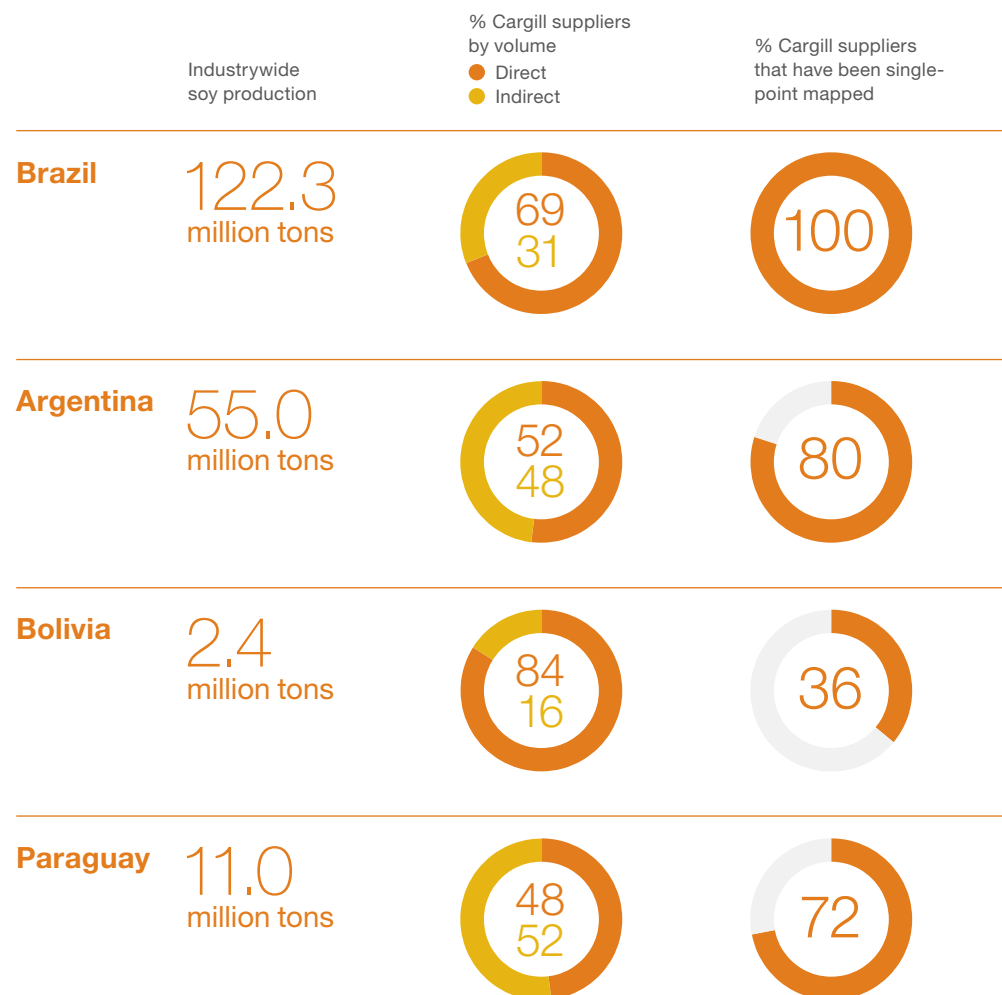 Industrywide
soy production
% Cargill suppliers
by volume
Direct
Indirect
% Cargill suppliers
that have been single-
point mapped
Brazil
122.3
million tons
69
31
100
Argentina
55.0
million tons
52
48
80
Bolivia
2.4
million tons
84
16
36
Paraguay
11.0
million tons
48
52
72